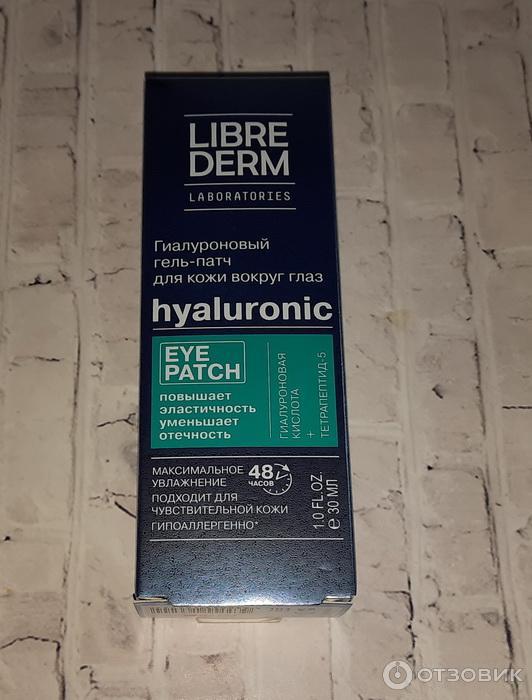 LIBRE
DERM
LABORATORIES
Гиалуроновый
гель-патч
для кожи вокруг глаз
hyaluronic
EYE
PATCH
повышает
эластичность
уменьшает
отечность
ГИАЛУРОНОВАЯ
КИСЛОТА
+
ТЕТРАПЕПТИД-5
МАКСИМАЛЬНОЕ
УВЛАЖНЕНИЕ
48
ЧАСОВ
ПОДХОДИТ ДЛЯ
ЧУВСТВИТЕЛЬНОЙ КОЖИ
ГИПОАЛЛЕРГЕННО*
1.0 FL.OZ.
℮ 30 МЛ
ОТЗОВИК